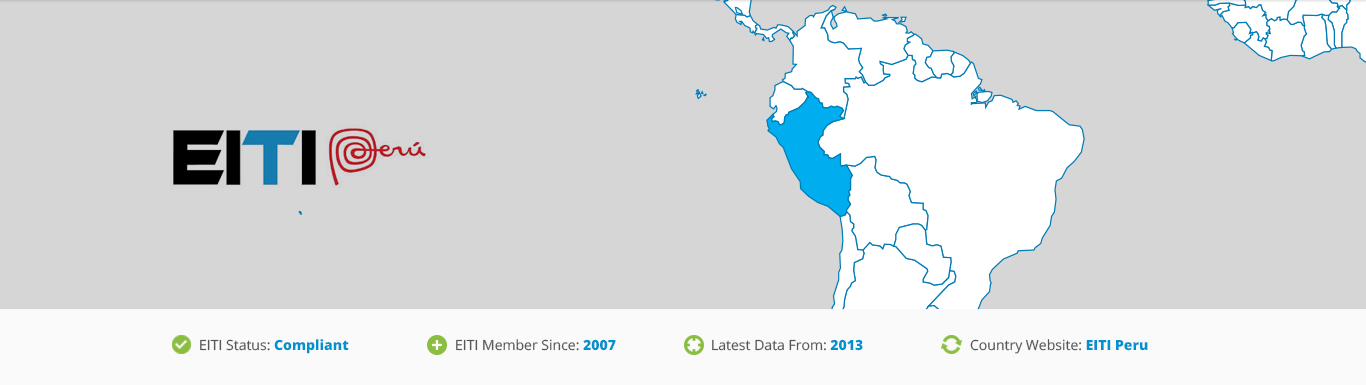 EITI Perú
EITI Status: Compliant
EITI Member Since: 2007
Latest Data From: 2013
Country Website: EITI Peru